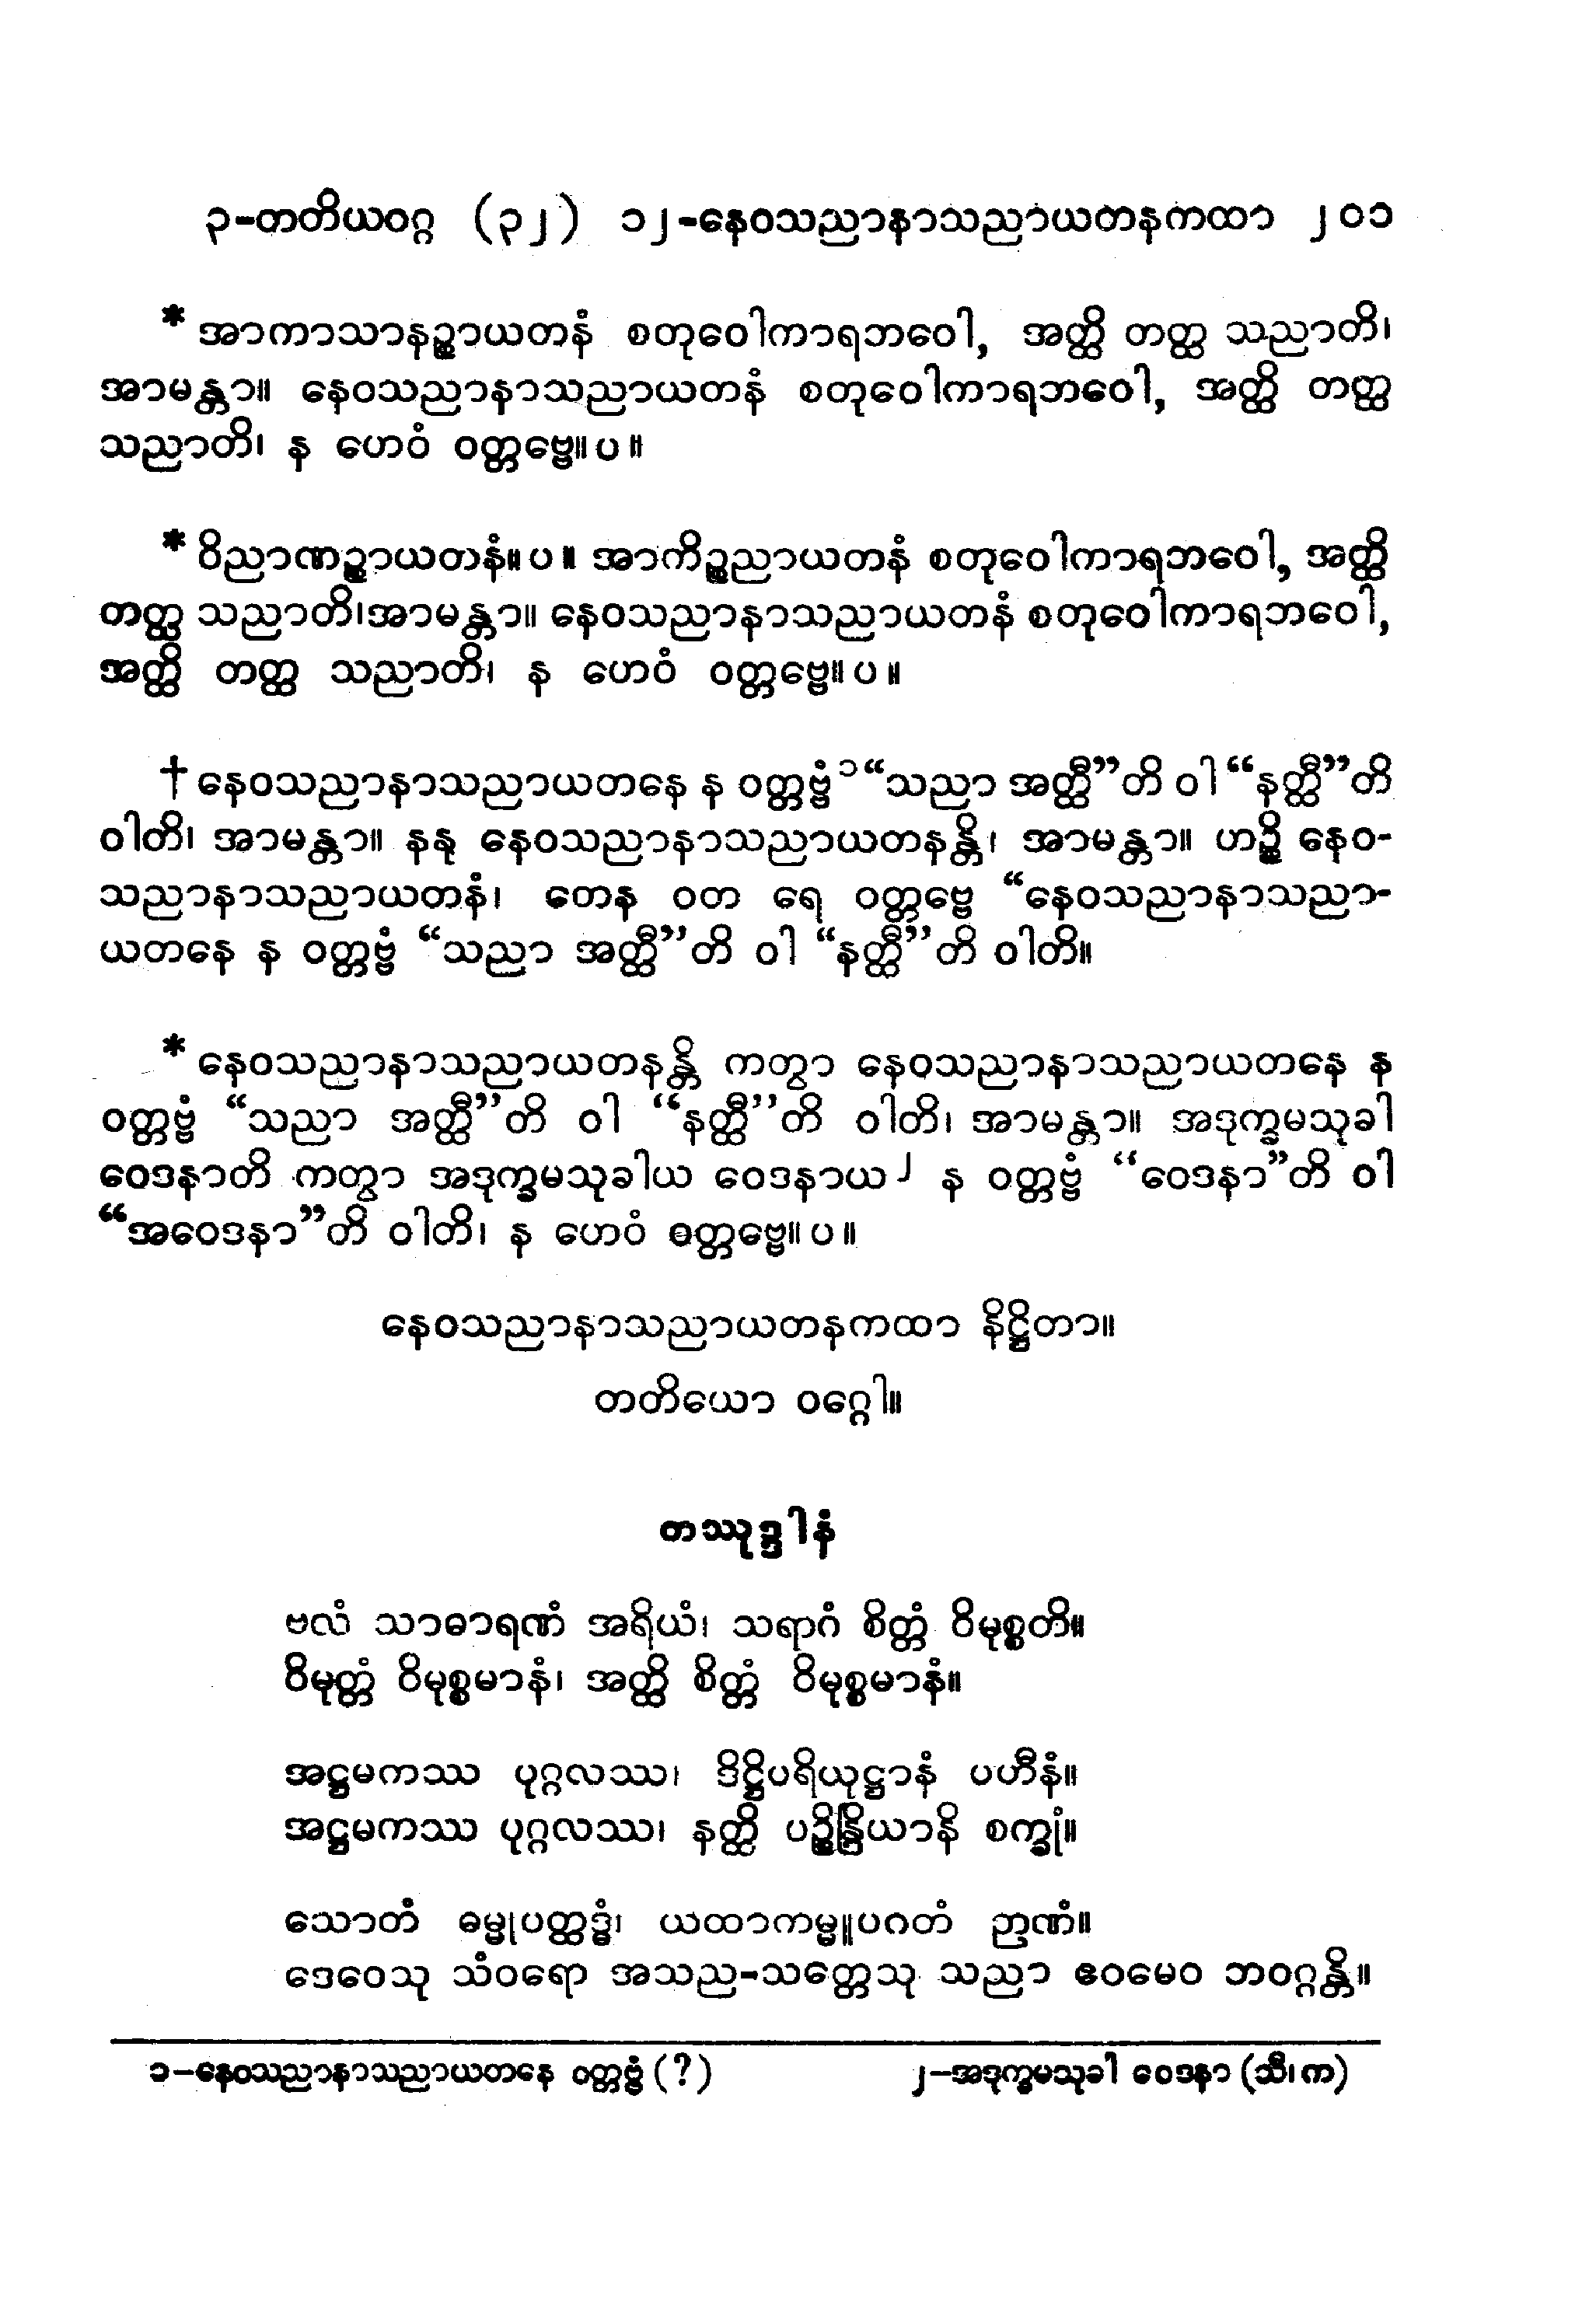 ၃-တတိယဝဂ္ဂ (၃၂) ၁၂-နေဝသညာနာသညာယတနကထာ ၂၀၁
* အာကာသာနဉ္စာယတနံ စတုဝေါကာရဘဝေါ, အတ္ထိ တတ္ထ သညာတိ၊
အာမန္တာ။ နေဝသညာနာသညာယတနံ စတုဝေါကာရဘဝေါ, အတ္ထိ တတ္ထ
သညာတိ၊ န ဟေဝံ ဝတ္တဗ္ဗေ။ ပ ။
* ဝိညာဏဉ္စာယတနံ။ ပ ။ အာကိဉ္စညာယတနံ စတုဝေါကာရဘဝေါ, အတ္ထိ
တတ္ထ သညာတိ၊အာမန္တာ။ နေဝသညာနာသညာယတနံ စတုဝေါကာရဘဝေါ,
အတ္ထိ တတ္ထ သညာတိ၊ န ဟေဝံ ဝတ္တဗ္ဗေ။ ပ ။
† နေဝသညာနာသညာယတနေ န ဝတ္တဗ္ဗံ ၁ “သညာ အတ္ထီ”တိ ဝါ “နတ္ထီ”တိ
ဝါတိ၊ အာမန္တာ။ နနု နေဝသညာနာသညာယတနန္တိ၊ အာမန္တာ။ ဟဉ္စိ နေဝ-
သညာနာသညာယတနံ၊ တေန ဝတ ရေ ဝတ္တဗ္ဗေ “နေဝသညာနာသညာ-
ယတနေ န ဝတ္တဗ္ဗံ “သညာ အတ္ထီ”တိ ဝါ “နတ္ထီ”တိ ဝါတိ။
* နေဝသညာနာသညာယတနန္တိ ကတွာ နေဝသညာနာသညာယတနေ န
ဝတ္တဗ္ဗံ “သညာ အတ္ထီ”တိ ဝါ “နတ္ထီ”တိ ဝါတိ၊ အာမန္တာ။ အဒုက္ခမသုခါ
ဝေဒနာတိ ကတွာ အဒုက္ခမသုခါယ ဝေဒနာယ ၂ န ဝတ္တဗ္ဗံ “ဝေဒနာ”တိ ဝါ
“အဝေဒနာ”တိ ဝါတိ၊ န ဟေဝံ ဝတ္တဗ္ဗေ။ ပ ။
နေဝသညာနာသညာယတနကထာ နိဋ္ဌိတာ။
တတိယော ဝဂ္ဂေါ။
တဿုဒ္ဒါနံ
ဗလံ သာဓာရဏံ အရိယံ၊ သရာဂံ စိတ္တံ ဝိမုစ္စတိ။
ဝိမုတ္တံ ဝိမုစ္စမာနံ၊ အတ္ထိ စိတ္တံ ဝိမုစ္စမာနံ။
အဋ္ဌမကဿ ပုဂ္ဂလဿ၊ ဒိဋ္ဌိပရိယုဋ္ဌာနံ ပဟီနံ။
အဋ္ဌမကဿ ပုဂ္ဂလဿ၊ နတ္ထိ ပဉ္စိန္ဒြိယာနိ စက္ခုံ။
သောတံ ဓမ္မုပတ္ထဒ္ဓံ၊ ယထာကမ္မူပဂတံ ဉာဏံ။
ဒေဝေသု သံဝရော အသည-သတ္တေသု သညာ ဧဝမေဝ ဘဝဂ္ဂန္တိ။
၁-နေဝသညာနာသညာယတနေ ဝတ္တဗ္ဗံ (?) ၂-အဒုက္ခမသုခါ ဝေဒနာ (သီ၊ က)